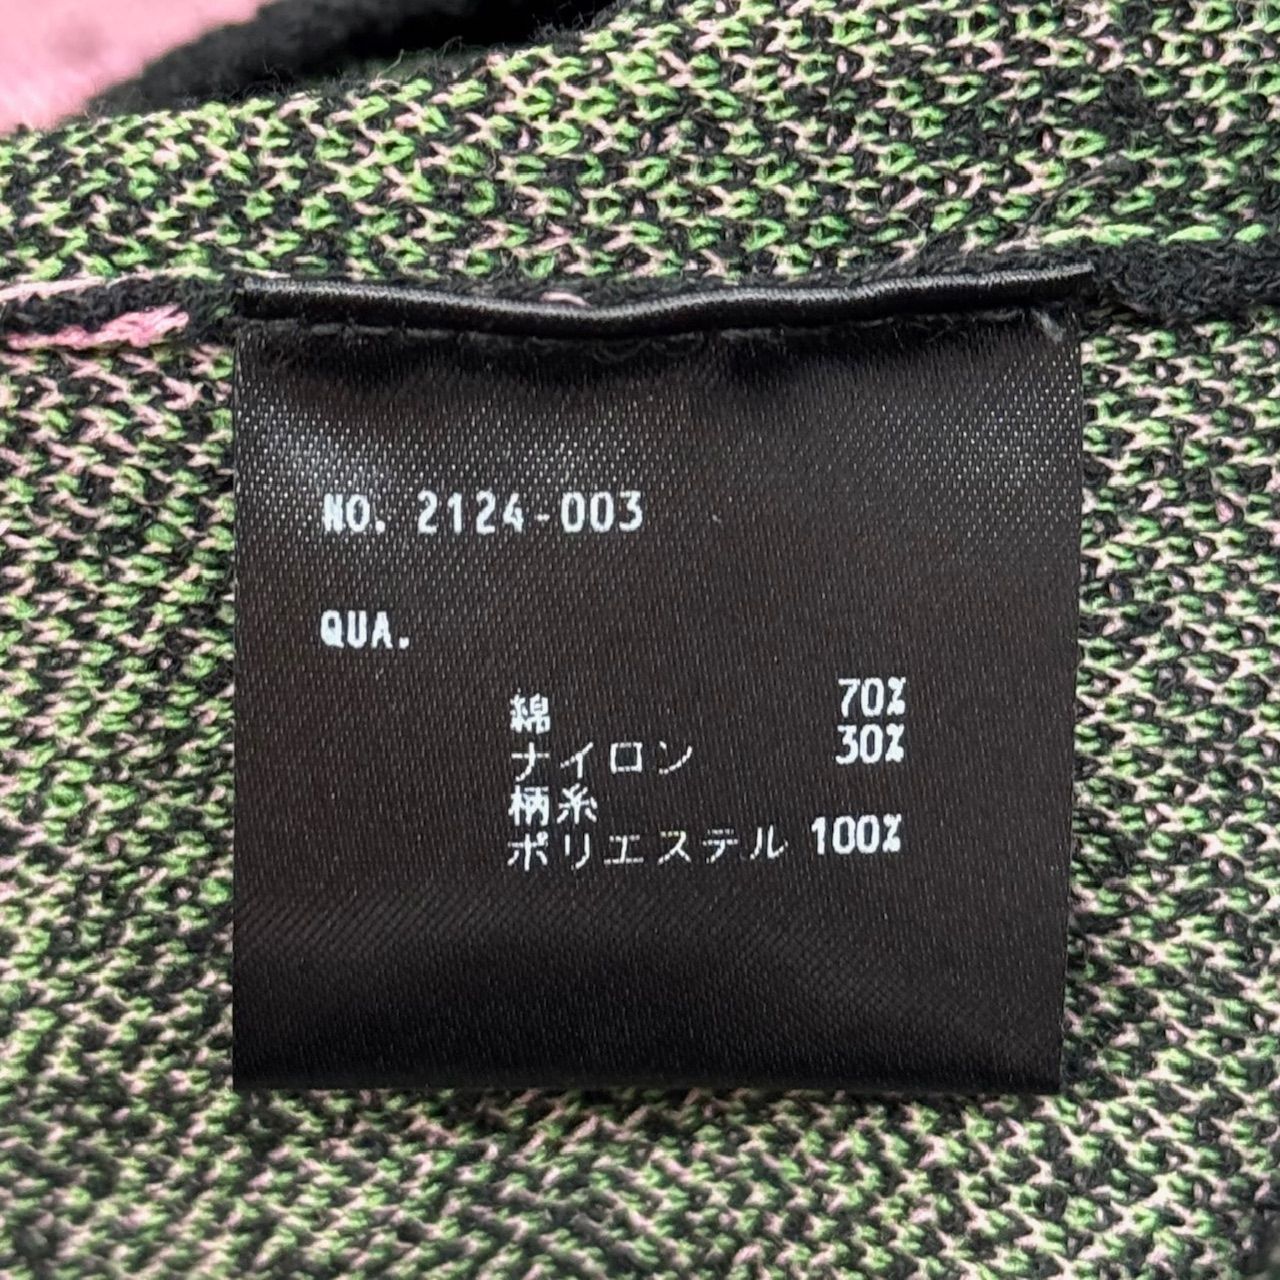 NO. 2124-003
QUA.
綿 70%
ナイロン 30%
柄糸
ポリエステル 100%